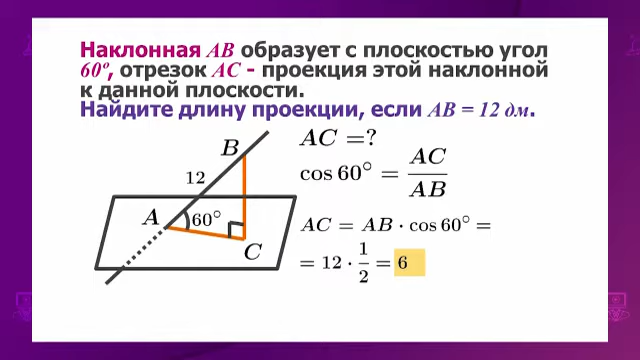 Наклонная AB образует с плоскостью угол
60º, отрезок AC - проекция этой наклонной
к данной плоскости.
Найдите длину проекции, если AB = 12 дм.
AC =?
cos 60° = AC/AB
AC = AB · cos 60° =
= 12 · 1/2 = 6
B
12
A
60°
C